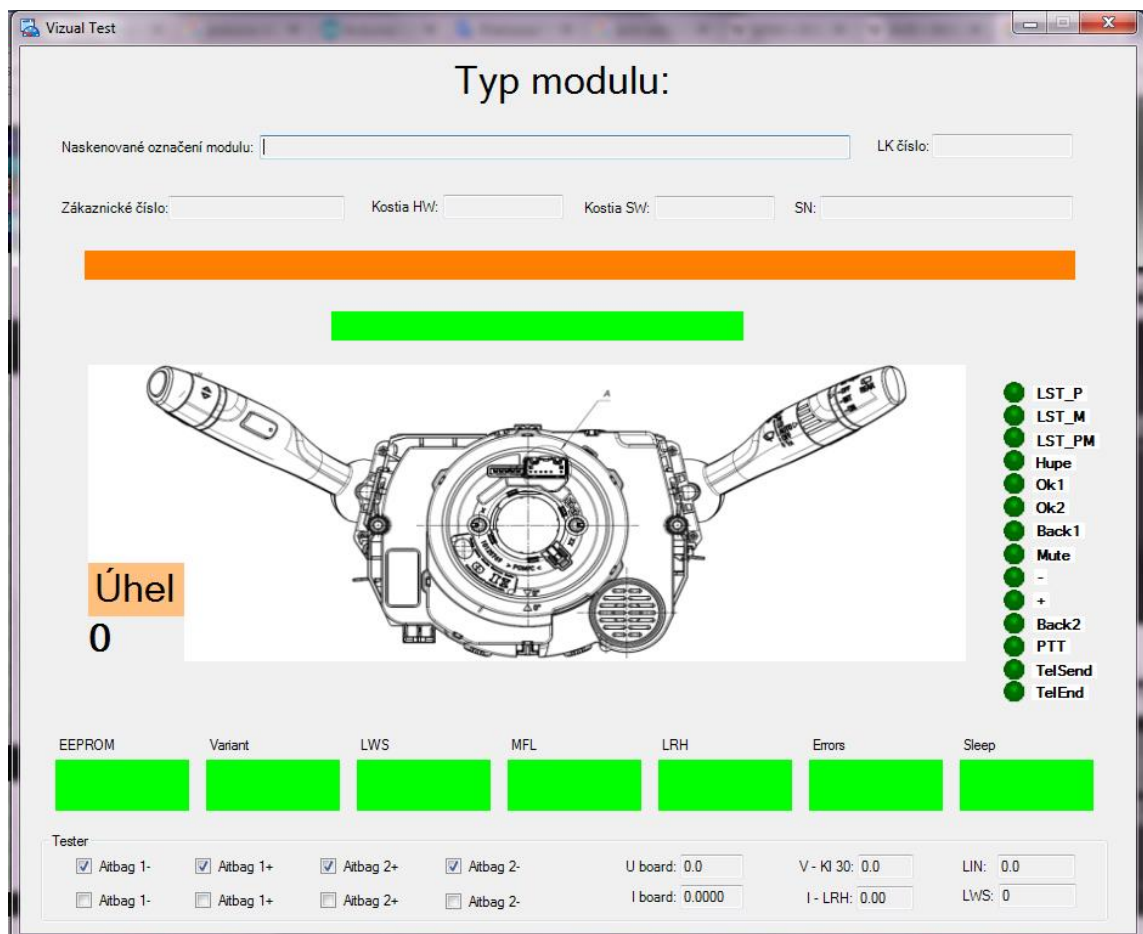 Vizual Test
Typ modulu:
Naskenované označení modulu: LK číslo:
Zákaznické číslo: Kostia HW: Kostia SW: SN:
A
LST_P
LST_M
LST_PM
Hupe
Ok1
Ok2
Back1
Mute
-
+
Back2
PTT
TelSend
TelEnd
Úhel
0
EEPROM Variant LWS MFL LRH Errors Sleep
Tester
Aitbag 1- Aitbag 1+ Aitbag 2+ Aitbag 2- U board: 0.0 V - Kl 30: 0.0 LIN: 0.0
Aitbag 1- Aitbag 1+ Aitbag 2+ Aitbag 2- I board: 0.0000 I - LRH: 0.00 LWS: 0